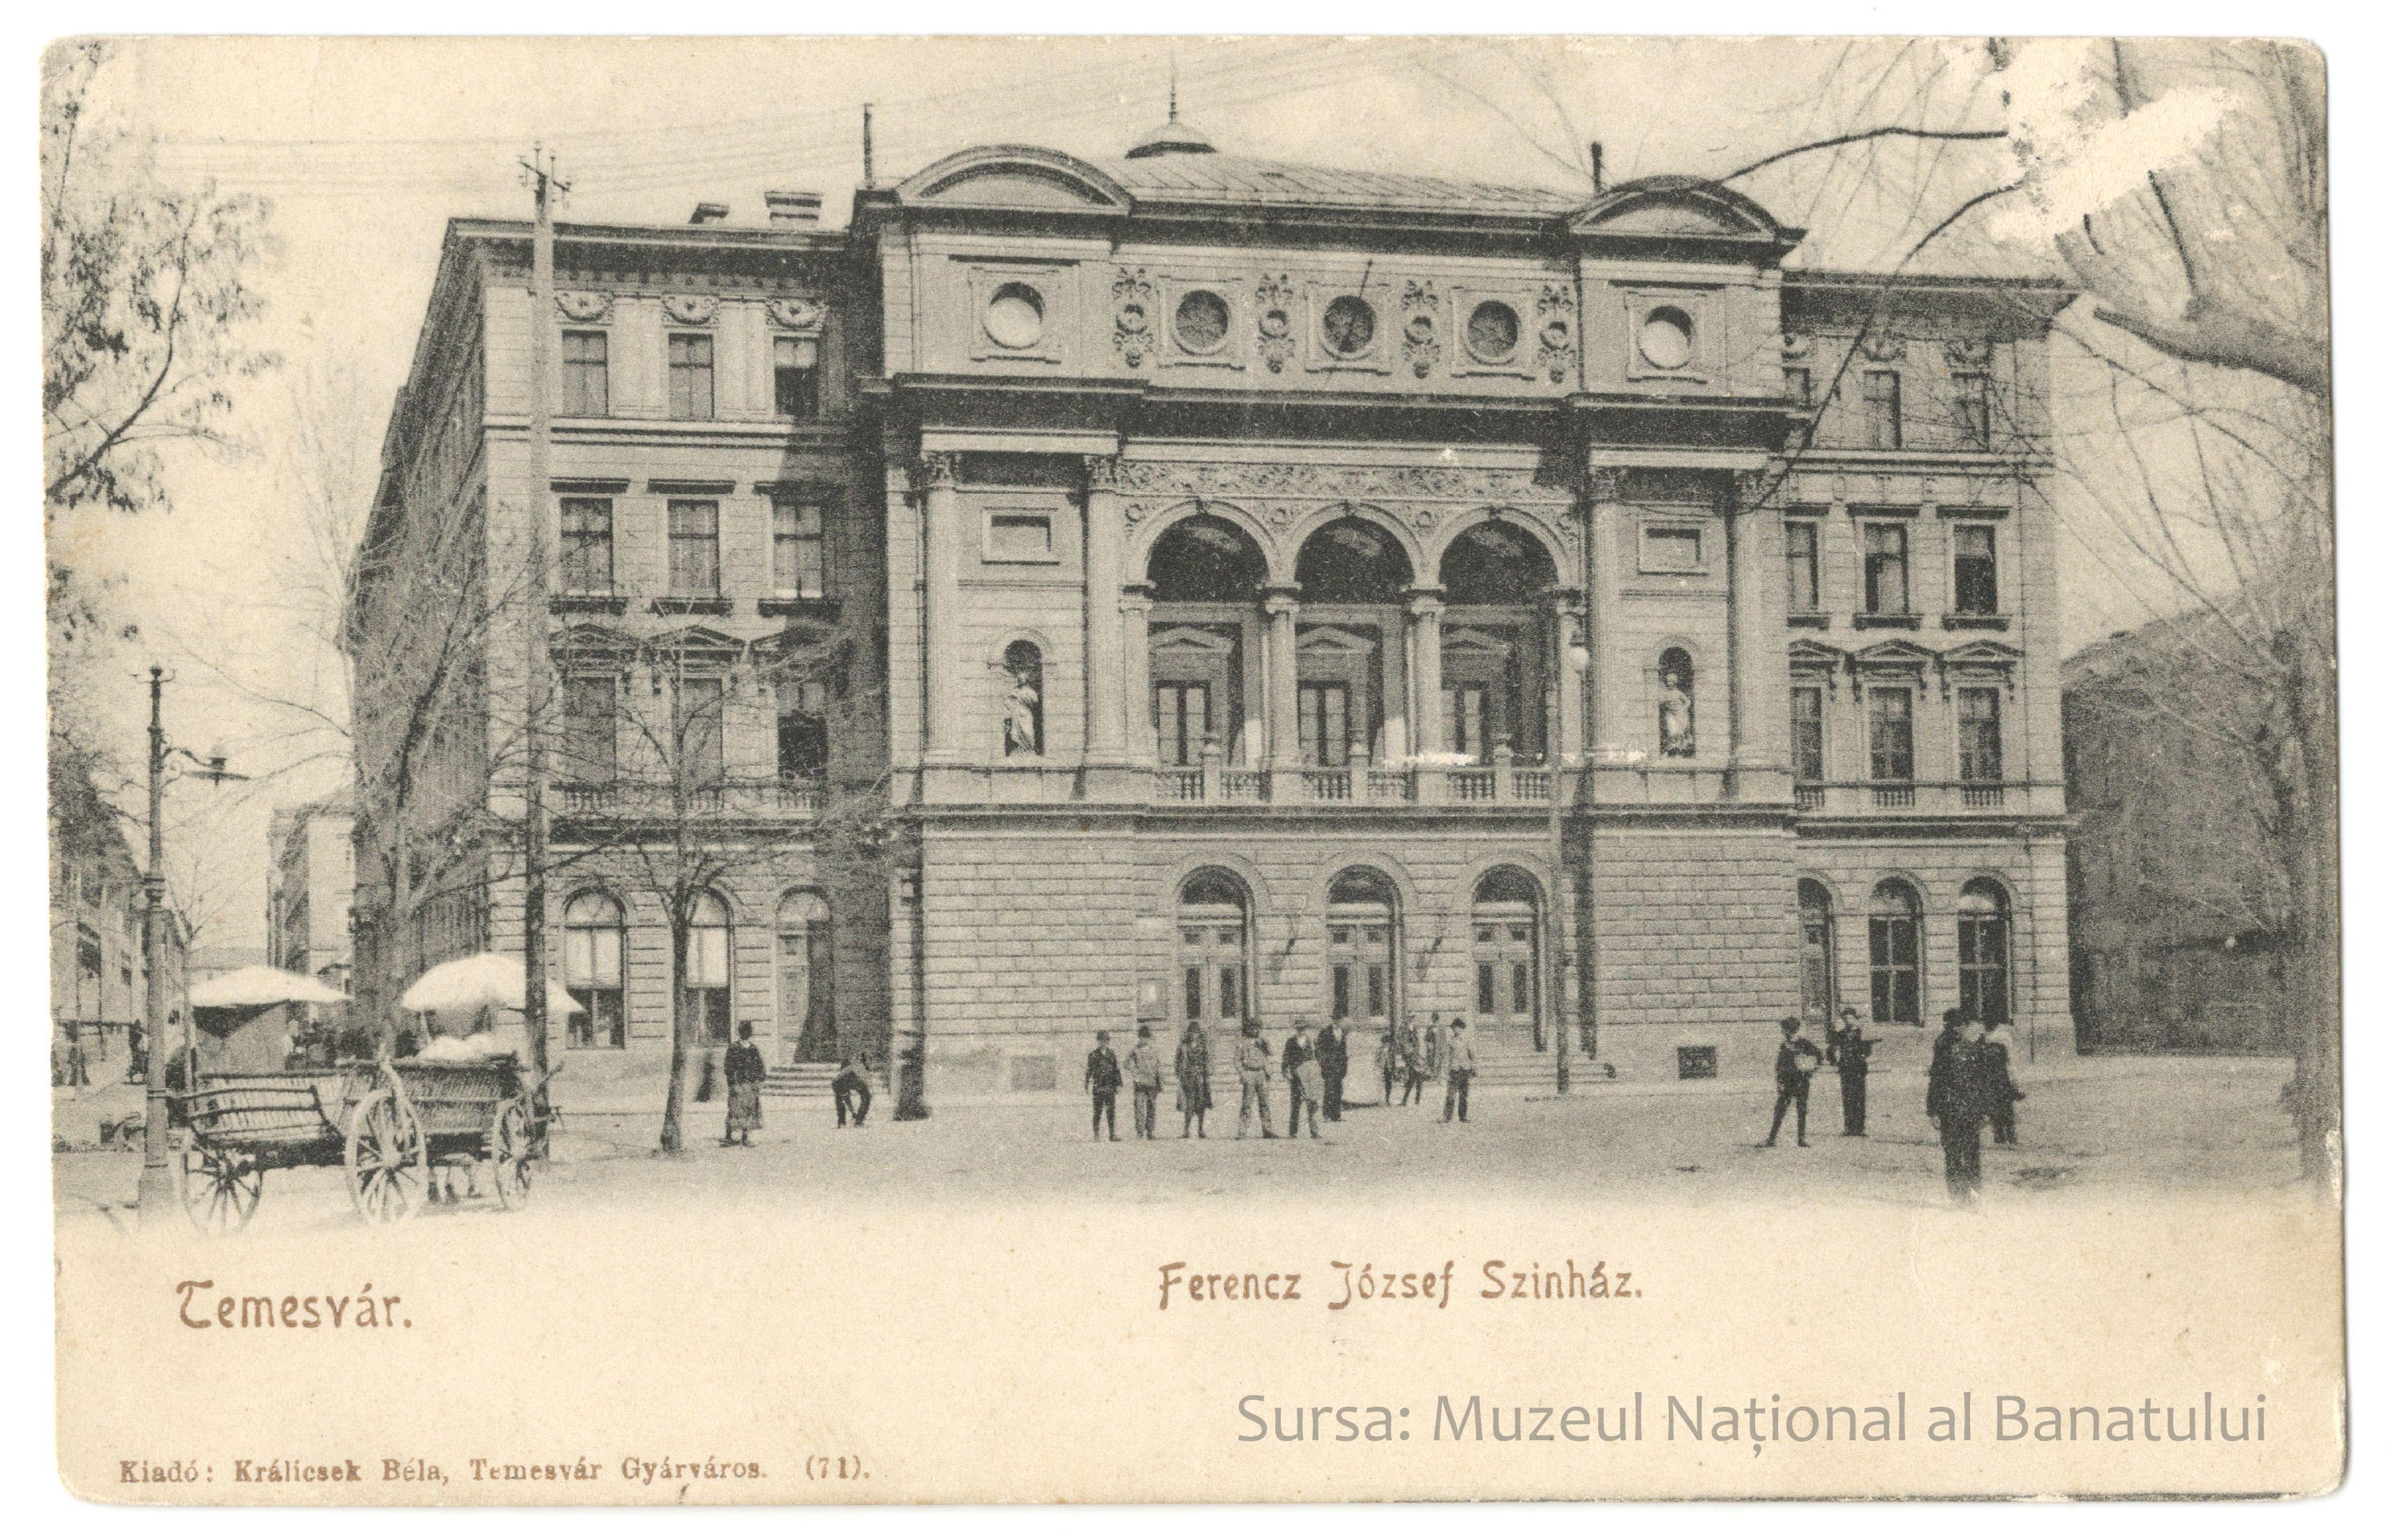 Temesvár.
Ferencz József Szinház.
Sursa: Muzeul Național al Banatului
Kiadó: Králicsek Béla, Temesvár Gyárváros. (71).